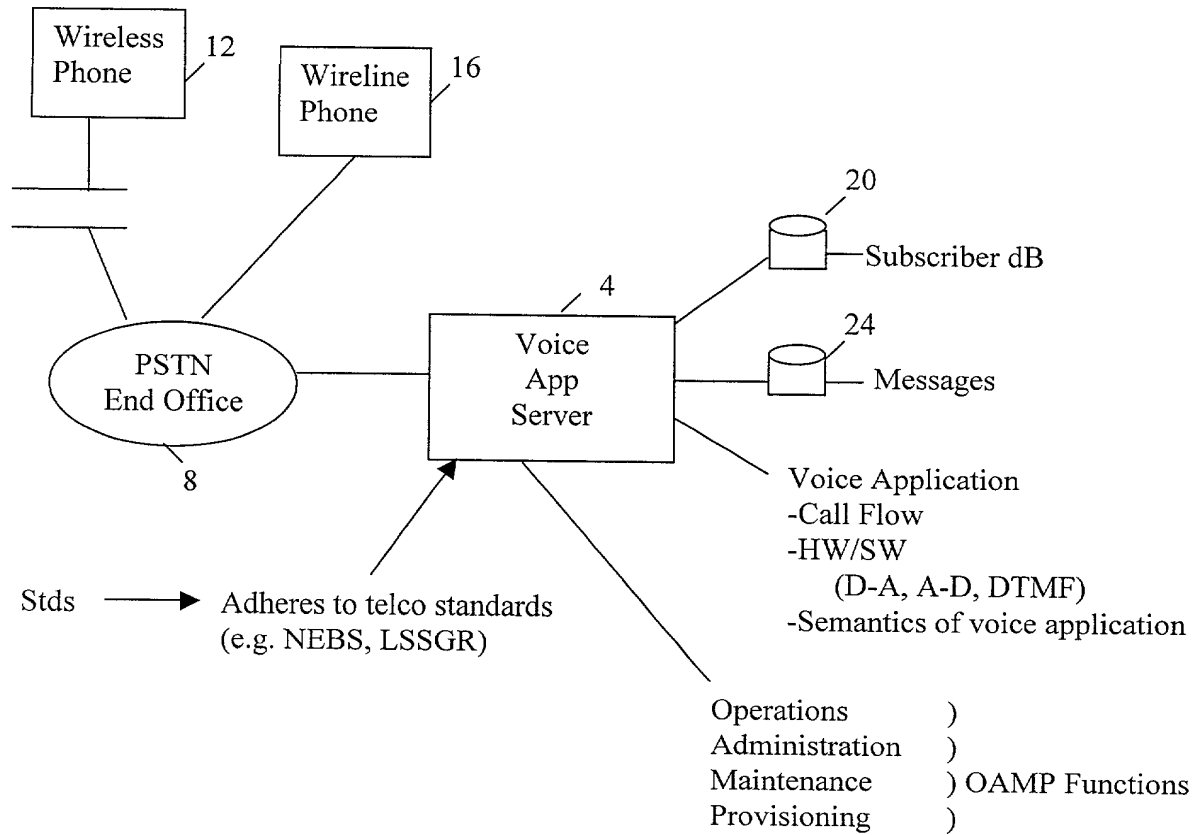 Wireless
Phone
12
Wireline
Phone
16
20
Subscriber dB
4
24
Voice
App
Server
Messages
PSTN
End Office
8
Voice Application
-Call Flow
-HW/SW
(D-A, A-D, DTMF)
-Semantics of voice application
Stds
Adheres to telco standards
(e.g. NEBS, LSSGR)
Operations )
Administration )
Maintenance ) OAMP Functions
Provisioning )